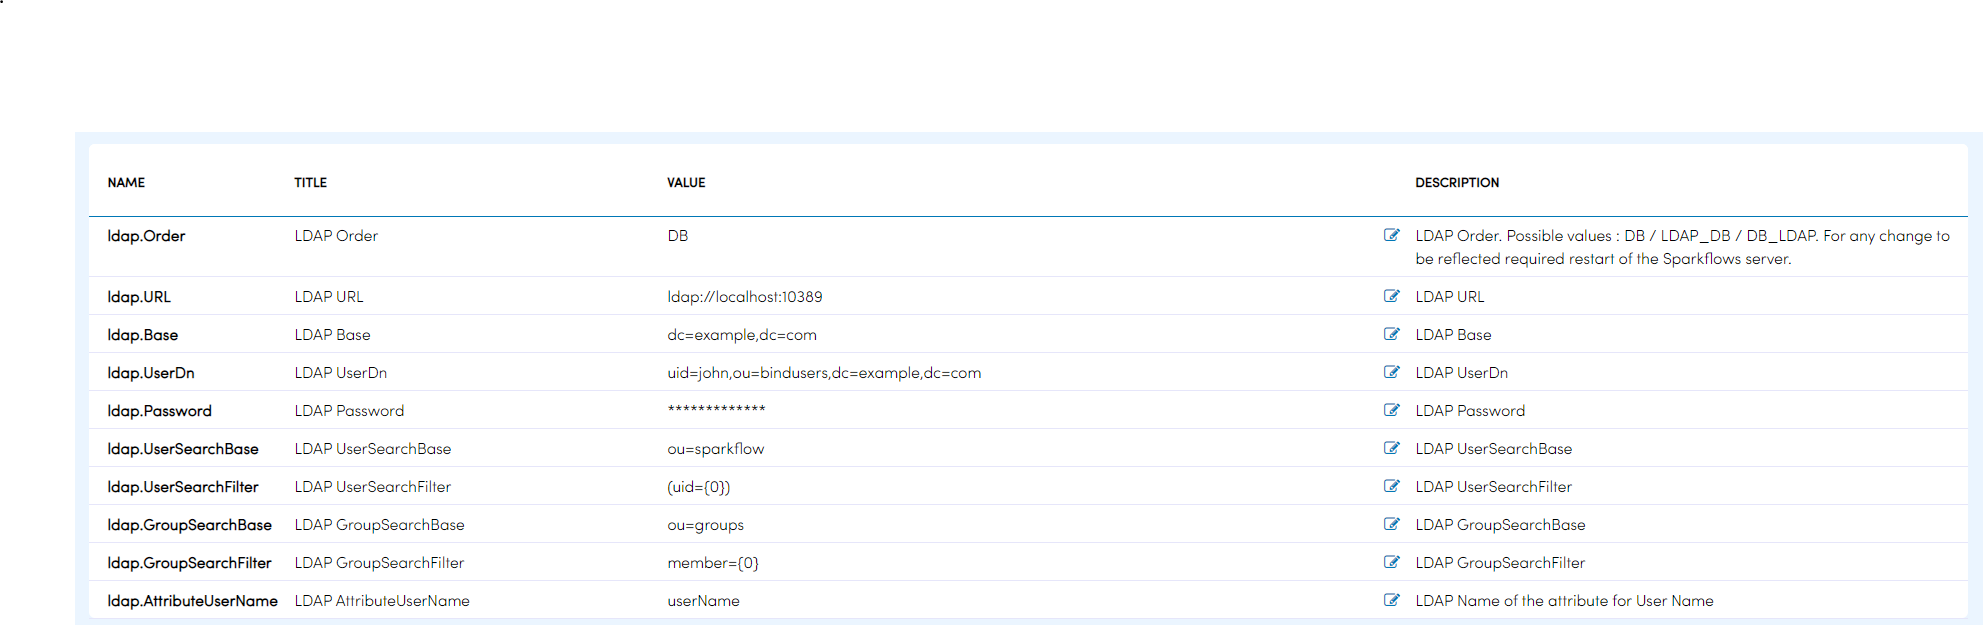 NAME TITLE VALUE DESCRIPTION
ldap.Order LDAP Order DB LDAP Order. Possible values : DB / LDAP_DB / DB_LDAP. For any change to
be reflected required restart of the Sparkflows server.
ldap.URL LDAP URL ldap://localhost:10389 LDAP URL
ldap.Base LDAP Base dc=example,dc=com LDAP Base
ldap.UserDn LDAP UserDn uid=john,ou=bindusers,dc=example,dc=com LDAP UserDn
ldap.Password LDAP Password ************* LDAP Password
ldap.UserSearchBase LDAP UserSearchBase ou=sparkflow LDAP UserSearchBase
ldap.UserSearchFilter LDAP UserSearchFilter (uid={0}) LDAP UserSearchFilter
ldap.GroupSearchBase LDAP GroupSearchBase ou=groups LDAP GroupSearchBase
ldap.GroupSearchFilter LDAP GroupSearchFilter member={0} LDAP GroupSearchFilter
ldap.AttributeUserName LDAP AttributeUserName userName LDAP Name of the attribute for User Name